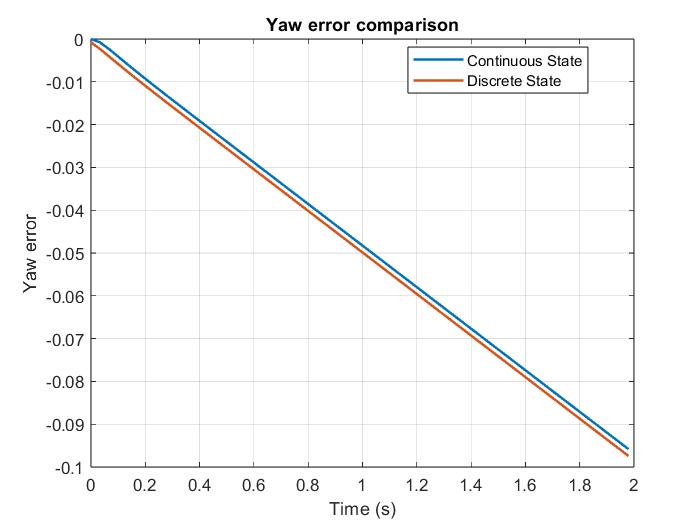 Yaw error comparison
Continuous State
Discrete State
0
-0.01
-0.02
-0.03
-0.04
-0.05
-0.06
-0.07
-0.08
-0.09
-0.1
Yaw error
0 0.2 0.4 0.6 0.8 1 1.2 1.4 1.6 1.8 2
Time (s)